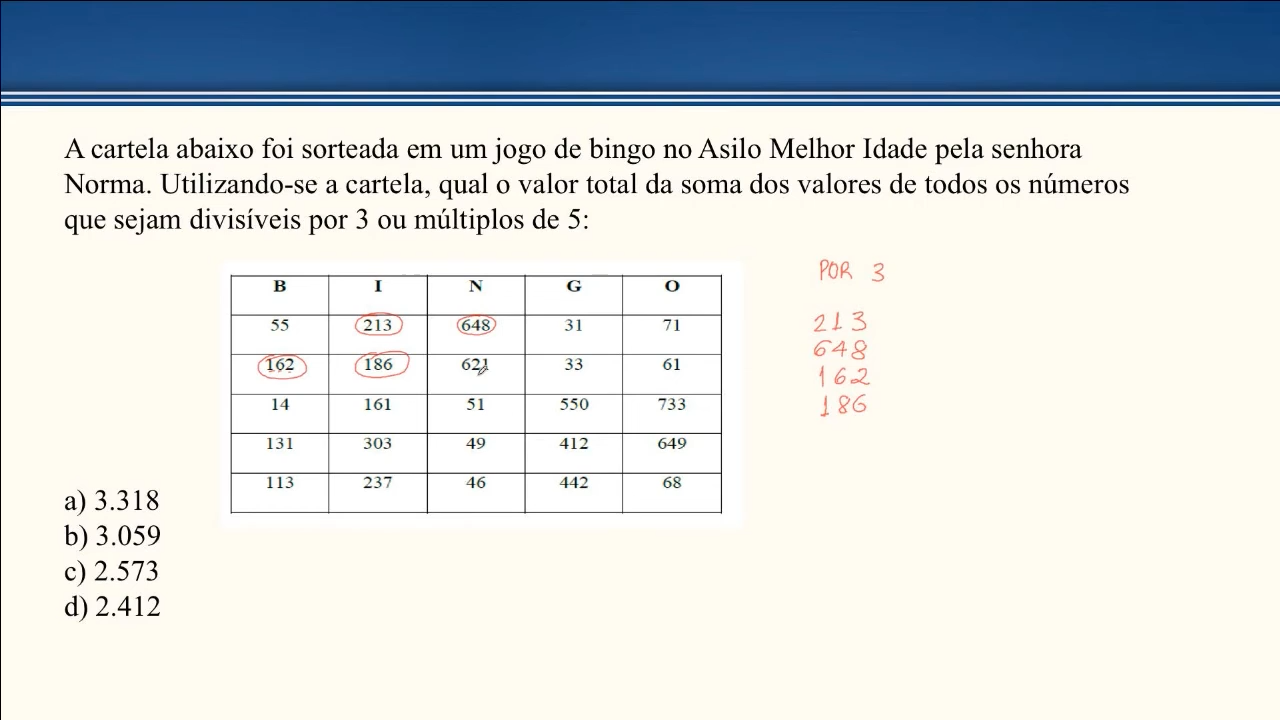 A cartela abaixo foi sorteada em um jogo de bingo no Asilo Melhor Idade pela senhora
Norma. Utilizando-se a cartela, qual o valor total da soma dos valores de todos os números
que sejam divisíveis por 3 ou múltiplos de 5:
POR 3
B I N G O
55 213 648 31 71
213
648
162 186 621 33 61
162
186
14 161 51 550 733
131 303 49 412 649
113 237 46 442 68
a) 3.318
b) 3.059
c) 2.573
d) 2.412